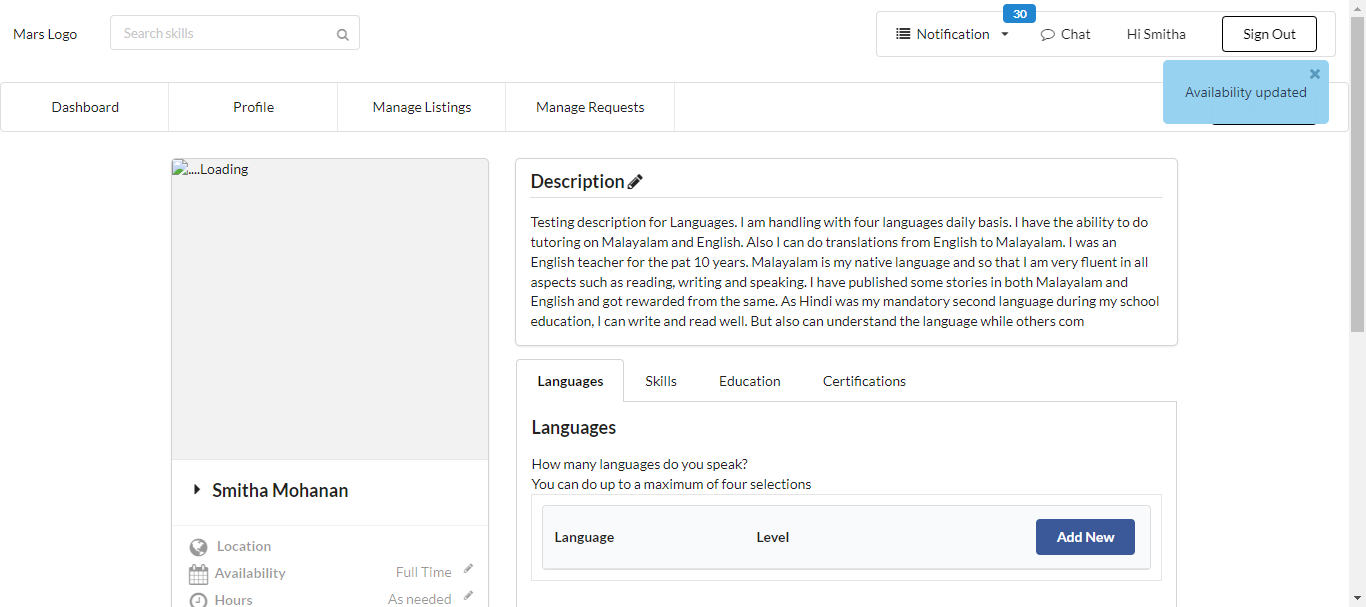 30
Mars Logo
Search skills
Notification
Chat
Hi Smitha
Sign Out
Availability updated
Dashboard
Profile
Manage Listings
Manage Requests
....Loading
Description
Testing description for Languages. I am handling with four languages daily basis. I have the ability to do
tutoring on Malayalam and English. Also I can do translations from English to Malayalam. I was an
English teacher for the pat 10 years. Malayalam is my native language and so that I am very fluent in all
aspects such as reading, writing and speaking. I have published some stories in both Malayalam and
English and got rewarded from the same. As Hindi was my mandatory second language during my school
education, I can write and read well. But also can understand the language while others com
Languages
Skills
Education
Certifications
Languages
How many languages do you speak?
You can do up to a maximum of four selections
Language
Level
Add New
Smitha Mohanan
Location
Availability
Full Time
Hours
As needed